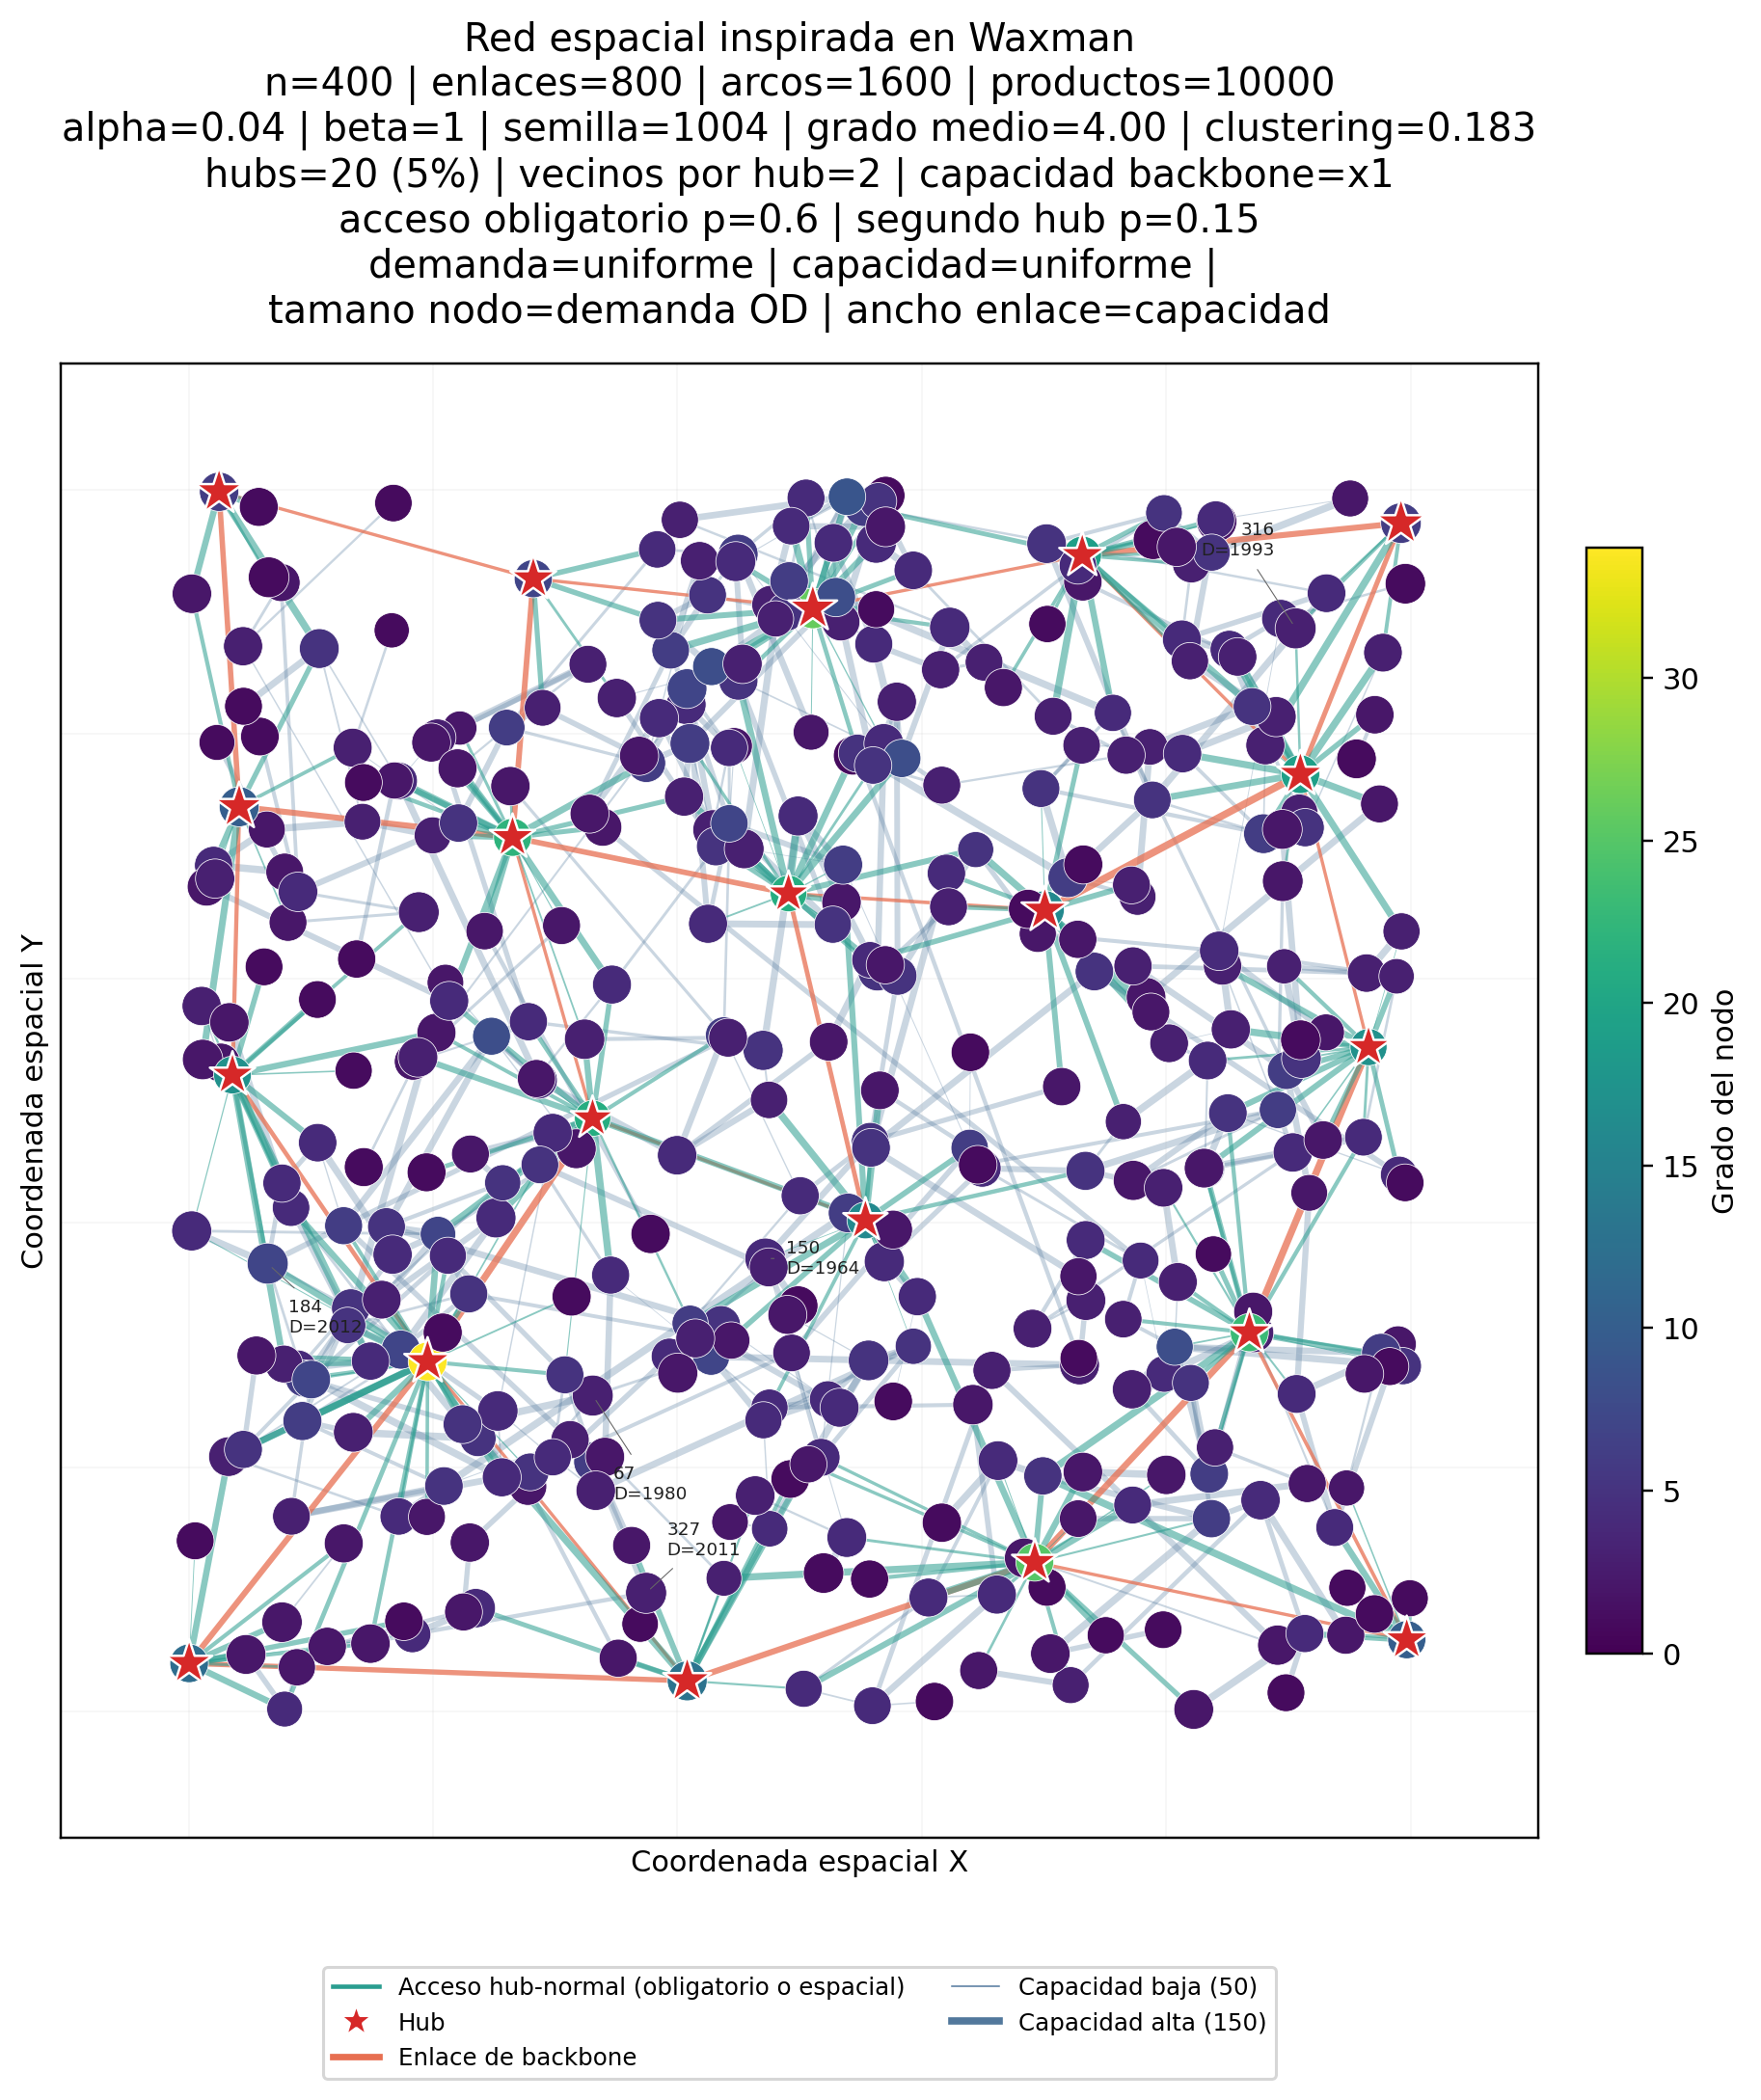 Red espacial inspirada en Waxman
n=400 | enlaces=800 | arcos=1600 | productos=10000
alpha=0.04 | beta=1 | semilla=1004 | grado medio=4.00 | clustering=0.183
hubs=20 (5%) | vecinos por hub=2 | capacidad backbone=x1
acceso obligatorio p=0.6 | segundo hub p=0.15
demanda=uniforme | capacidad=uniforme |
tamano nodo=demanda OD | ancho enlace=capacidad
Coordenada espacial Y
316
D=1993
150
D=1964
184
D=2012
67
D=1980
327
D=2011
30
25
20
15
10
5
0
Grado del nodo
Coordenada espacial X
Acceso hub-normal (obligatorio o espacial)
Hub
Enlace de backbone
Capacidad baja (50)
Capacidad alta (150)